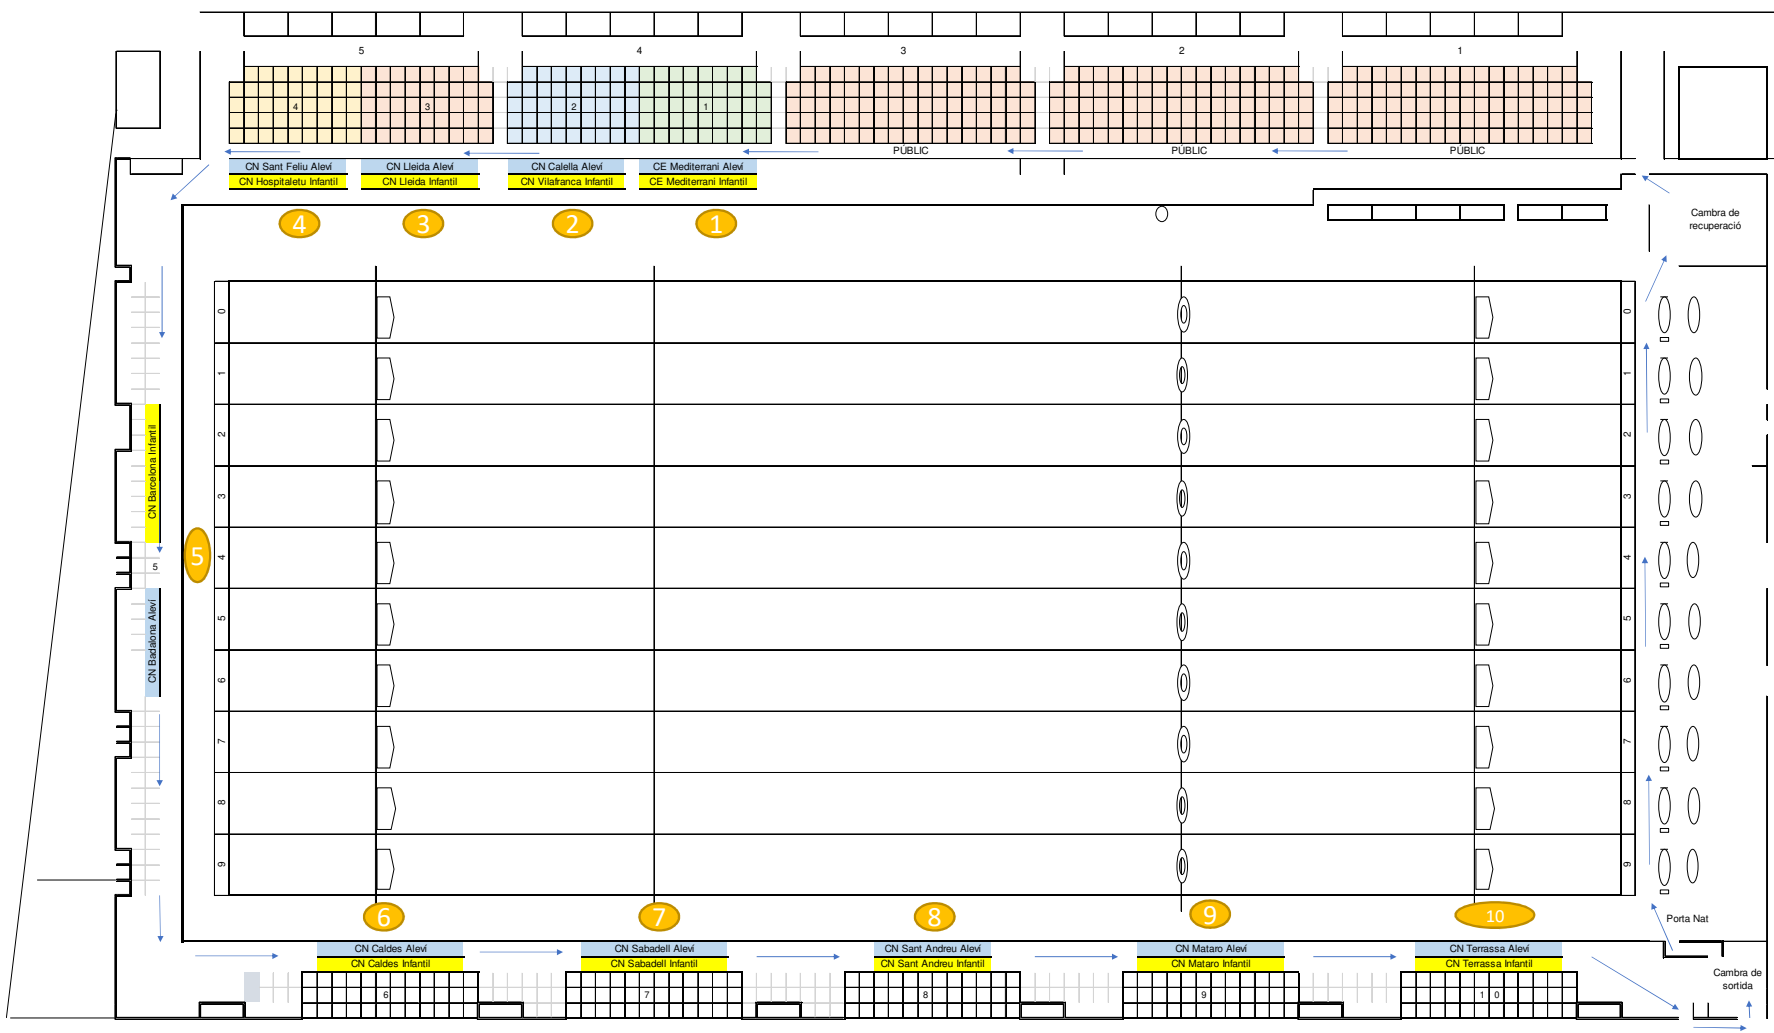 5 4 3 2 1
4 3 2 1
PÚBLIC PÚBLIC PÚBLIC
CN Sant Feliu Aleví CN Lleida Aleví CN Calella Aleví CE Mediterrani Aleví
CN Hospitaletu Infantil CN Lleida Infantil CN Vilafranca Infantil CE Mediterrani Infantil
4 3 2 1
Cambra de
recuperació
0 0
1 1
2 2
CN Barcelona Infantil
3 3
5
5
4 4
CN Badalona Aleví
5 5
6 6
7 7
8 8
9 9
6 7 8 9 10
Porta Nat
CN Caldes Aleví CN Sabadell Aleví CN Sant Andreu Aleví CN Mataro Aleví CN Terrassa Aleví
CN Caldes Infantil CN Sabadell Infantil CN Sant Andreu Infantil CN Mataro Infantil CN Terrassa Infantil
Cambra de
sortida
6 7 8 9 1 0